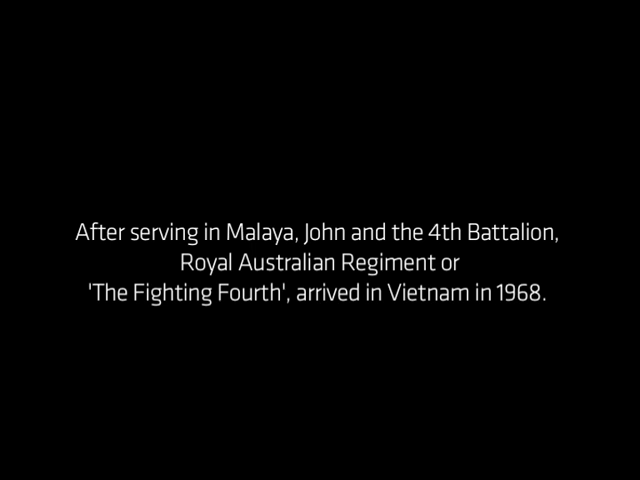 After serving in Malaya, John and the 4th Battalion,
Royal Australian Regiment or
'The Fighting Fourth', arrived in Vietnam in 1968.